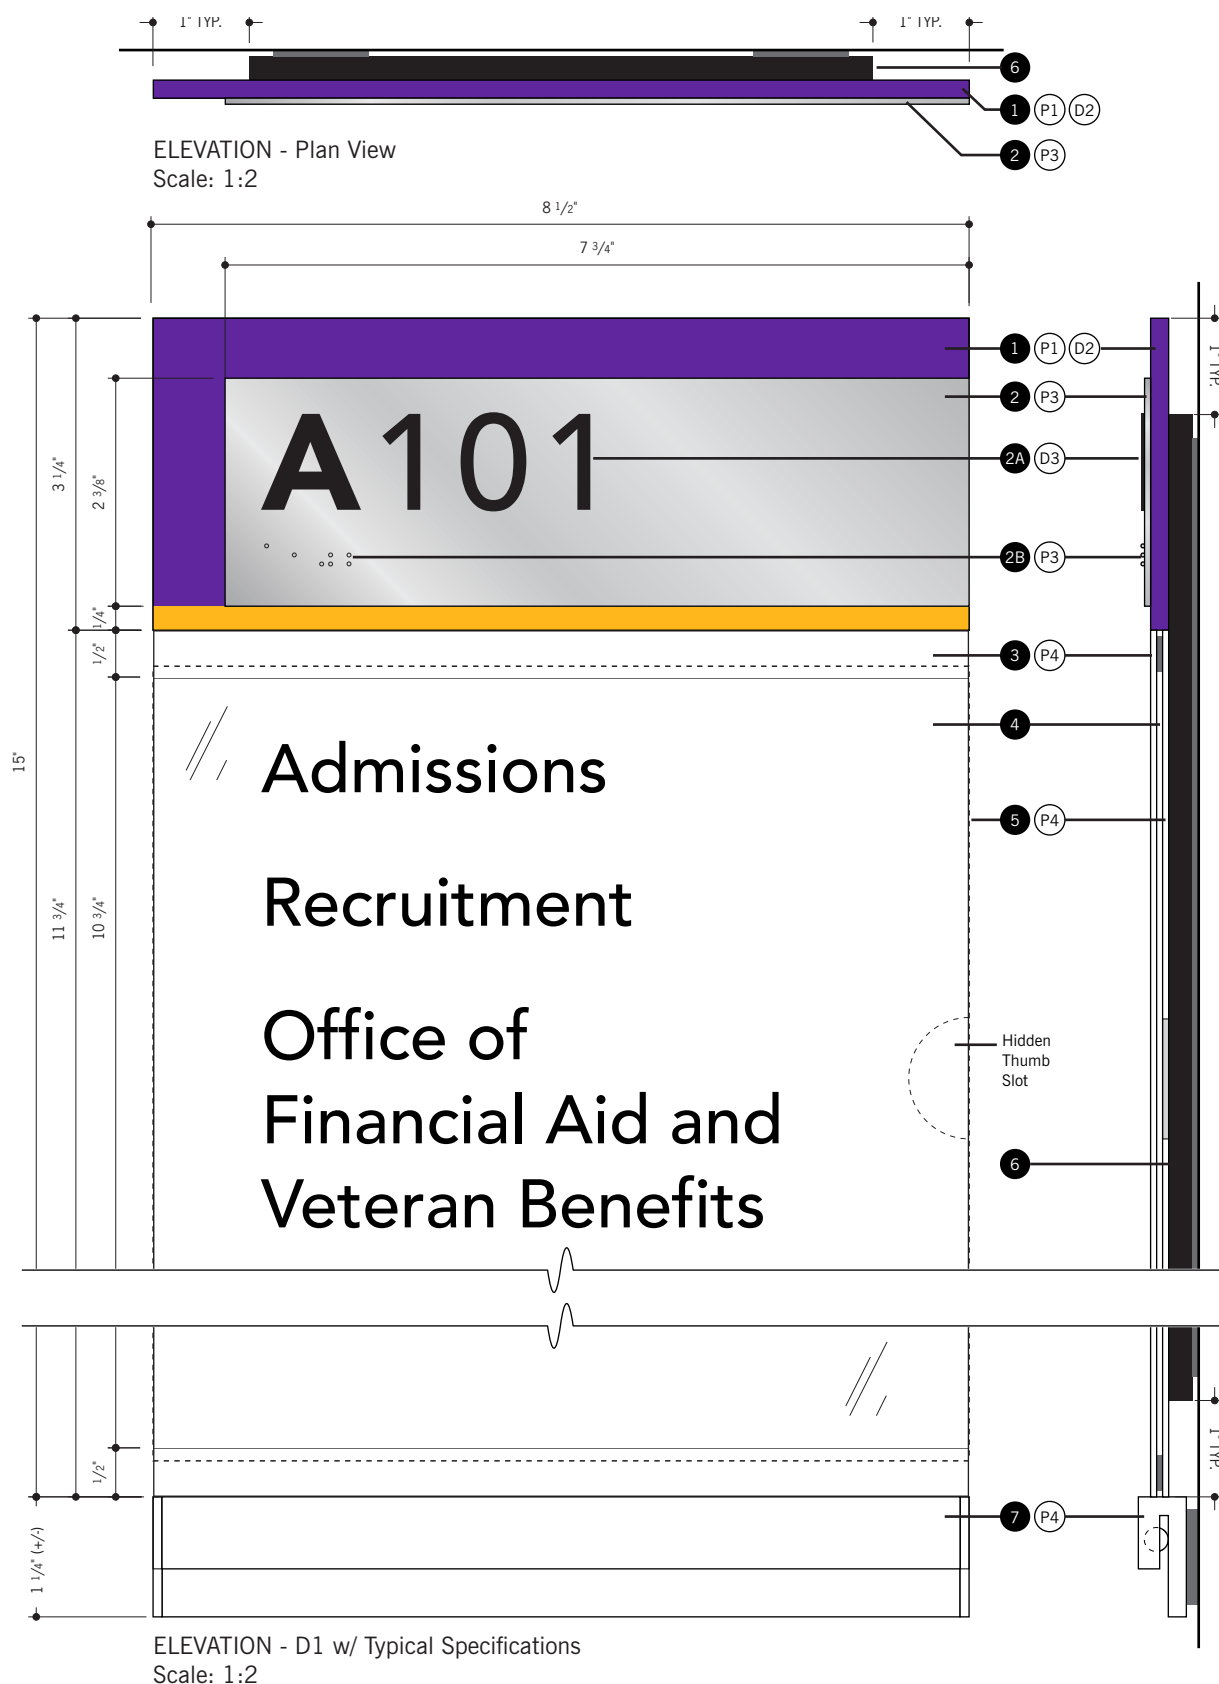 1" TYP.
1" TYP.
6
1 P1 D2
2 P3
ELEVATION - Plan View
Scale: 1:2
8 1/2"
7 3/4"
1 P1 D2
1" TYP.
2 P3
A101
2A D3
3 1/4"
2 3/8"
2B P3
1/4"
1/2"
3 P4
4
15"
Admissions
5 P4
11 3/4"
10 3/4"
Recruitment
Office of
Hidden
Thumb
Slot
Financial Aid and
6
Veteran Benefits
1/2"
1" TYP.
7 P4
1 1/4" (+/-)
ELEVATION - D1 w/ Typical Specifications
Scale: 1:2